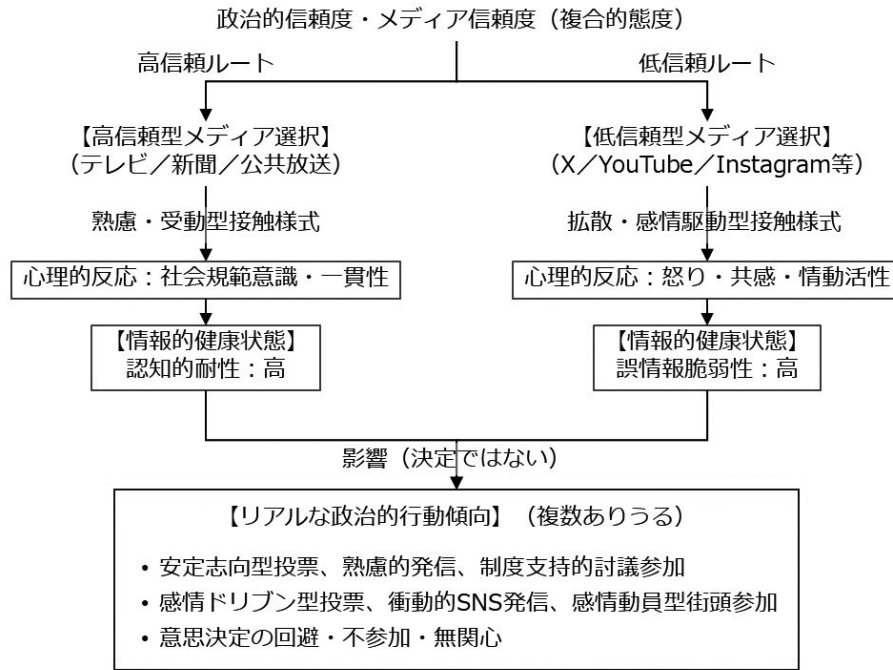 政治的信頼度・メディア信頼度（複合的態度）
高信頼ルート
低信頼ルート
【高信頼型メディア選択】
（テレビ／新聞／公共放送）
【低信頼型メディア選択】
（X／YouTube／Instagram等）
熟慮・受動型接触様式
拡散・感情駆動型接触様式
心理的反応：社会規範意識・一貫性
心理的反応：怒り・共感・情動活性
【情報的健康状態】
認知的耐性：高
【情報的健康状態】
誤情報脆弱性：高
影響（決定ではない）
【リアルな政治的行動傾向】（複数ありうる）
• 安定志向型投票、熟慮的発信、制度支持的討議参加
• 感情ドリブン型投票、衝動的SNS発信、感情動員型街頭参加
• 意思決定の回避・不参加・無関心